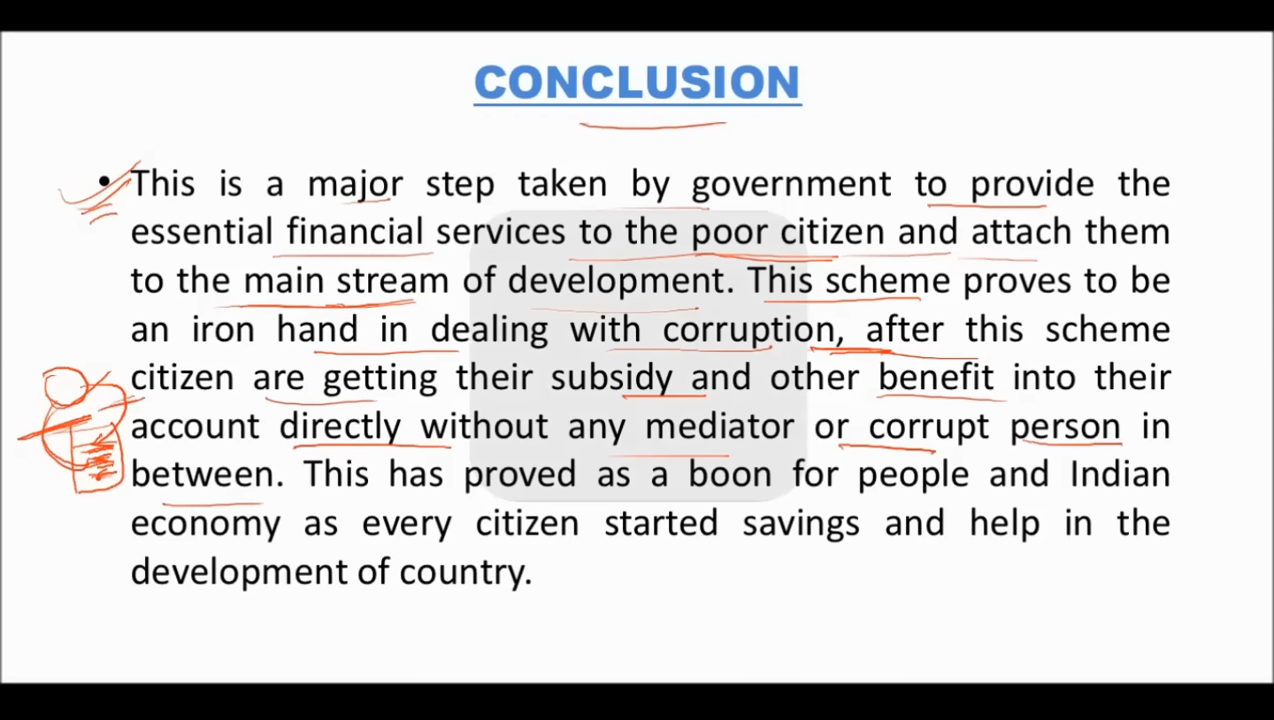 CONCLUSION
• This is a major step taken by government to provide the
essential financial services to the poor citizen and attach them
to the main stream of development. This scheme proves to be
an iron hand in dealing with corruption, after this scheme
citizen are getting their subsidy and other benefit into their
account directly without any mediator or corrupt person in
between. This has proved as a boon for people and Indian
economy as every citizen started savings and help in the
development of country.